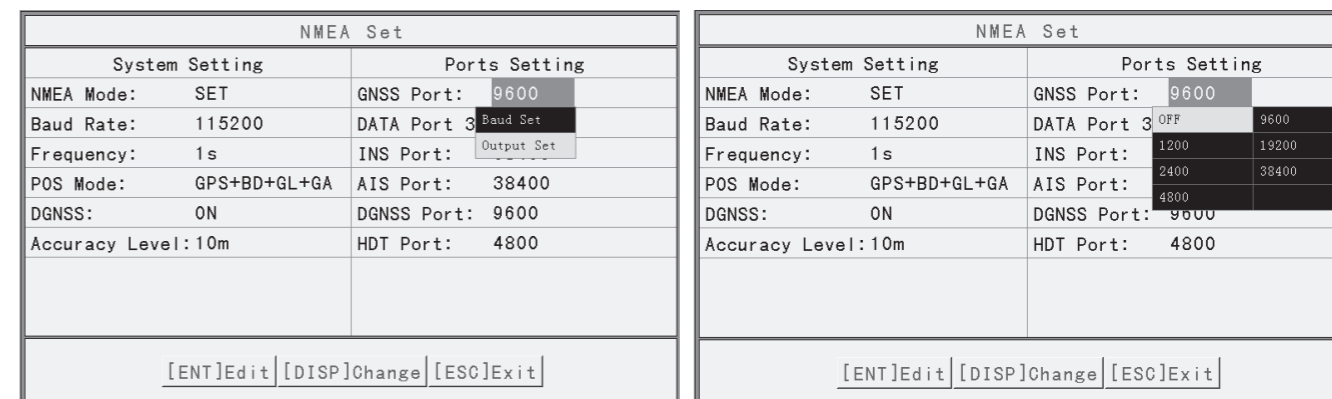 NMEA Set
System Setting Ports Setting
NMEA Mode: SET GNSS Port: 9600
Baud Rate: 115200 DATA Port 3 Baud Set
Frequency: 1s INS Port: Output Set
POS Mode: GPS+BD+GL+GA AIS Port: 38400
DGNSS: ON DGNSS Port: 9600
Accuracy Level:10m HDT Port: 4800
[ENT]Edit [DISP]Change [ESC]Exit
NMEA Set
System Setting Ports Setting
NMEA Mode: SET GNSS Port: 9600
Baud Rate: 115200 DATA Port 3 OFF 9600
Frequency: 1s INS Port: 1200 19200
POS Mode: GPS+BD+GL+GA AIS Port: 2400 38400
4800
DGNSS: ON DGNSS Port: 9600
Accuracy Level:10m HDT Port: 4800
[ENT]Edit [DISP]Change [ESC]Exit